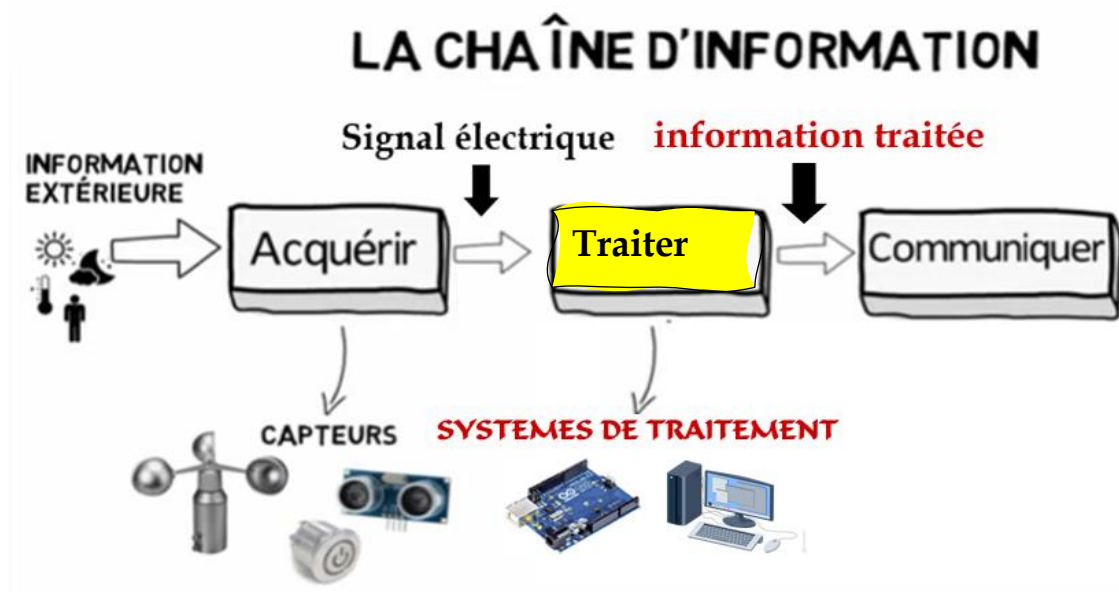 LA CHAÎNE D'INFORMATION
Signal électrique
information traitée
INFORMATION
EXTÉRIEURE
Acquérir
Traiter
Communiquer
CAPTEURS
SYSTEMES DE TRAITEMENT